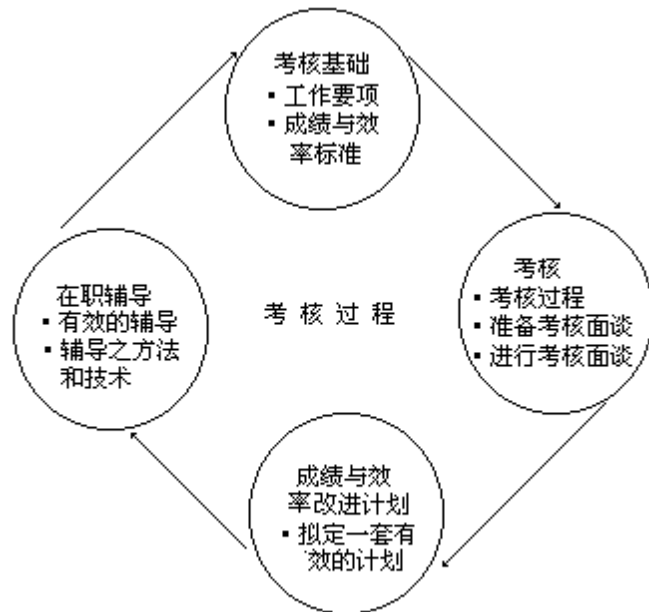 考核基础
▪ 工作要项
▪ 成绩与效
率标准
考核
▪ 考核过程
▪ 准备考核面谈
▪ 进行考核面谈
在职辅导
▪ 有效的辅导
▪ 辅导之方法
和技术
考核过程
成绩与效
率改进计划
▪ 拟定一套有
效的计划